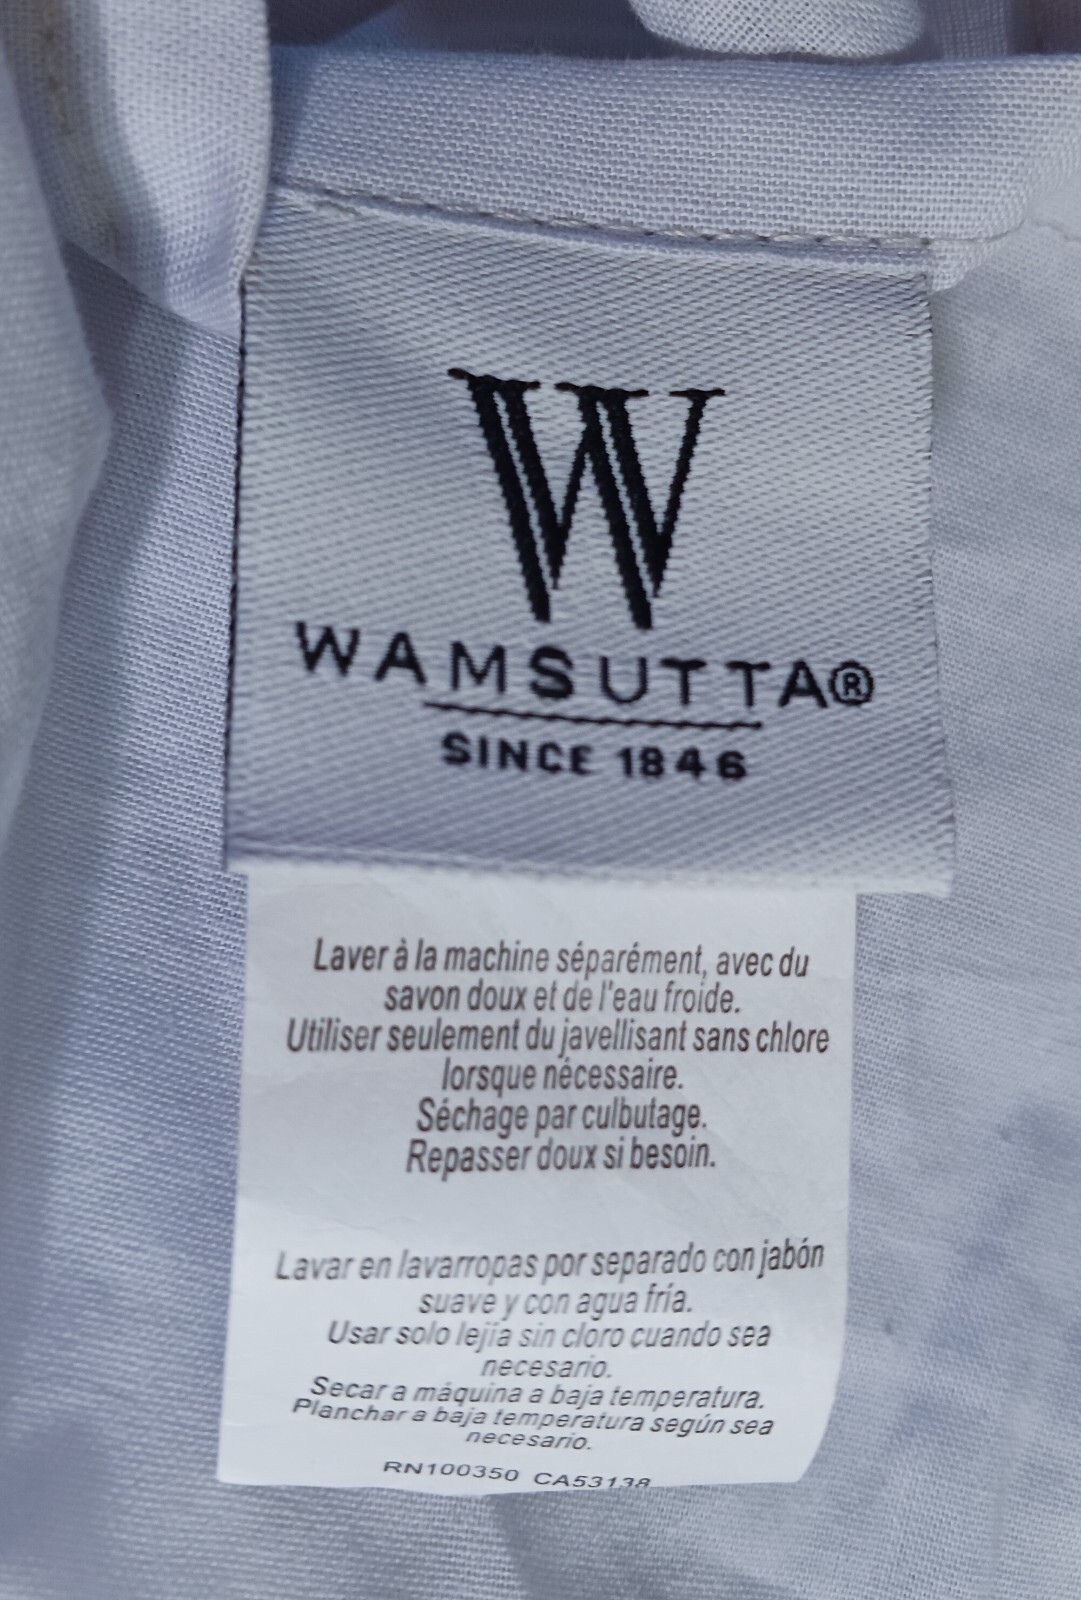 W
WAMSUTTA®
SINCE 1846
Laver à la machine séparément, avec du
savon doux et de l'eau froide.
Utiliser seulement du javellisant sans chlore
lorsque nécessaire.
Séchage par culbutage.
Repasser doux si besoin.
Lavar en lavarropas por separado con jabón
suave y con agua fría.
Usar solo lejía sin cloro cuando sea
necesario.
Secar a máquina a baja temperatura.
Planchar a baja temperatura según sea
necesario.
RN100350 CA53138